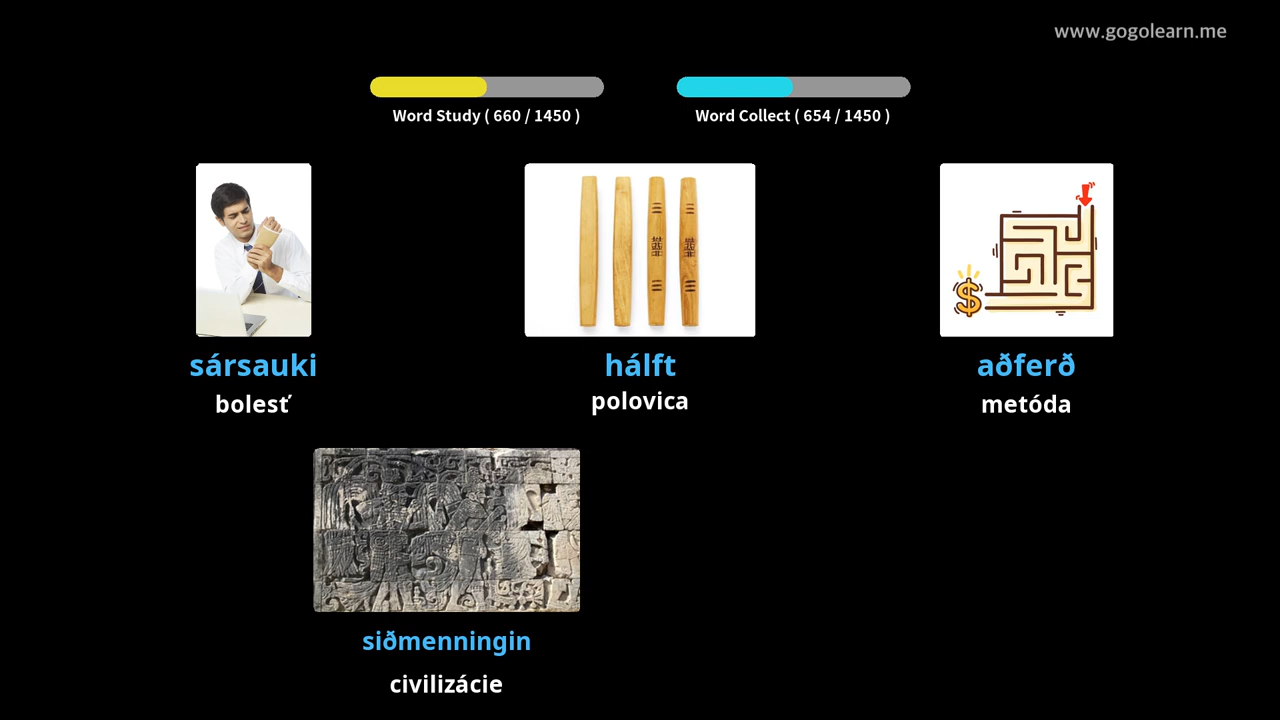 www.gogolearn.me
Word Study ( 660 / 1450 )
Word Collect ( 654 / 1450 )
sársauki
bolesť
hálft
polovica
aðferð
metóda
siðmenningin
civilizácie